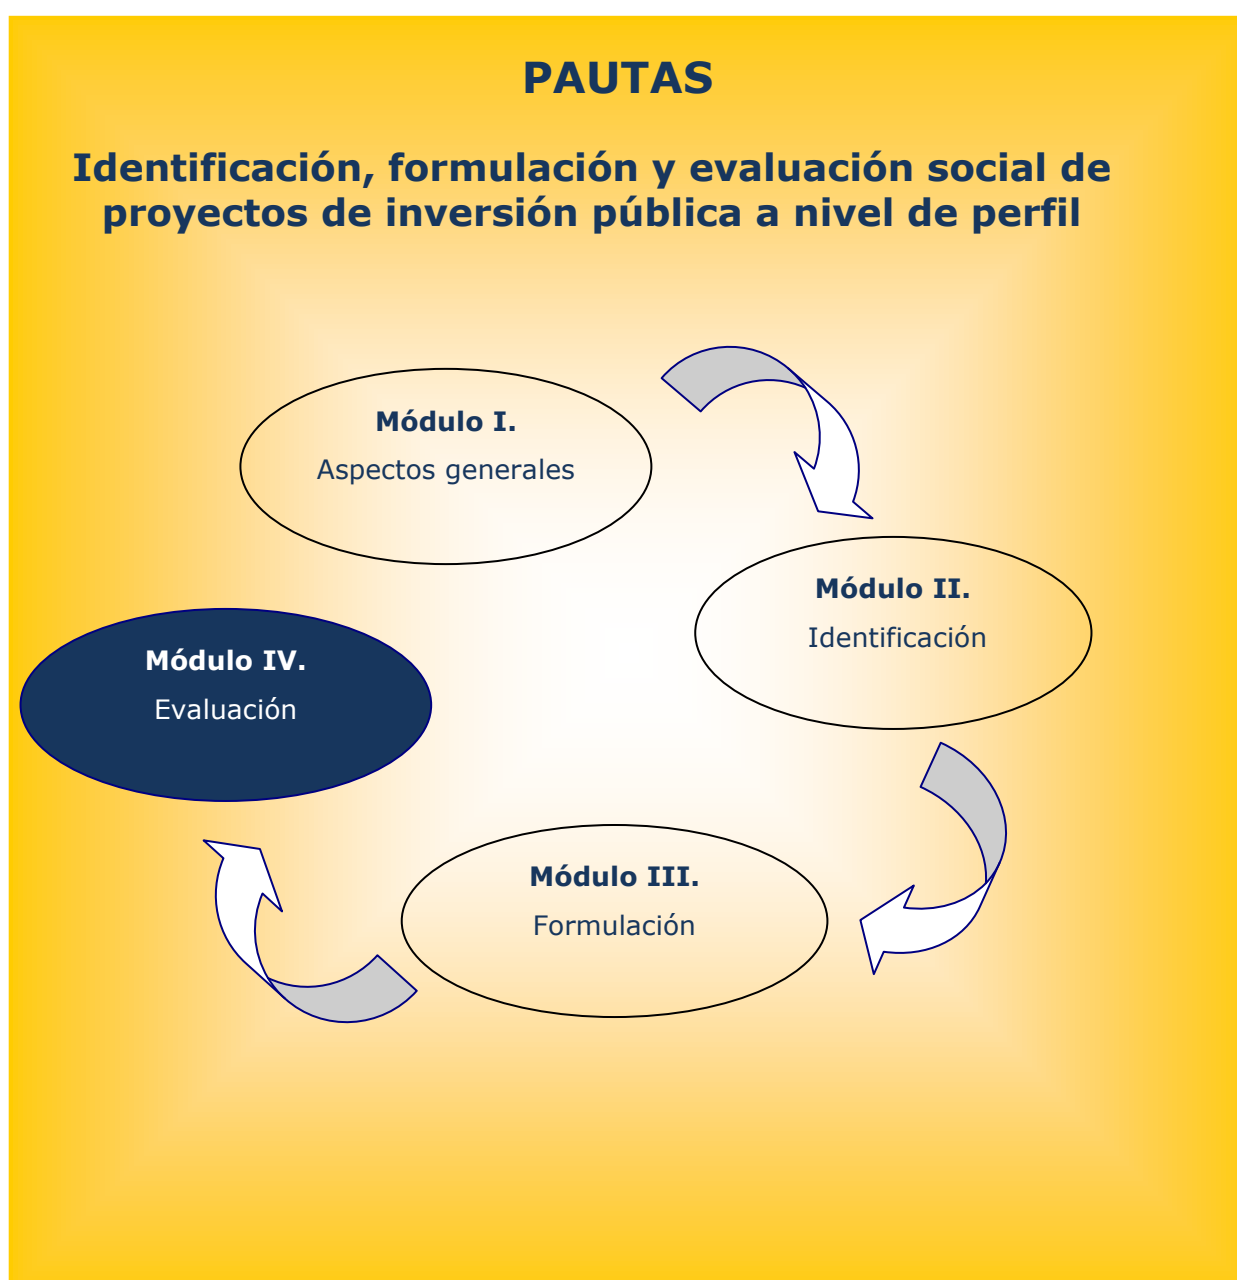 PAUTAS
Identificación, formulación y evaluación social de
proyectos de inversión pública a nivel de perfil
Módulo I.
Aspectos generales
Módulo II.
Identificación
Módulo III.
Formulación
Módulo IV.
Evaluación